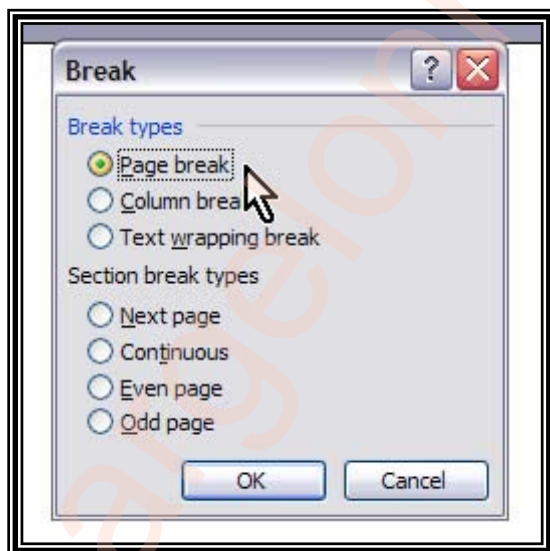 Break
Break types
Page break
Column brea
Text wrapping break
Section break types
Next page
Continuous
Even page
Odd page
OK Cancel